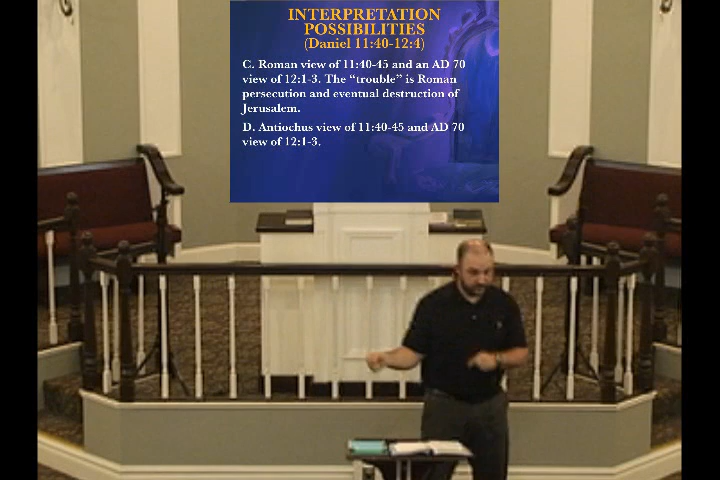 INTERPRETATION
POSSIBILITIES
(Daniel 11:40-12:4)
C. Roman view of 11:40-45 and an AD 70
view of 12:1-3. The “trouble” is Roman
persecution and eventual destruction of
Jerusalem.
D. Antiochus view of 11:40-45 and AD 70
view of 12:1-3.